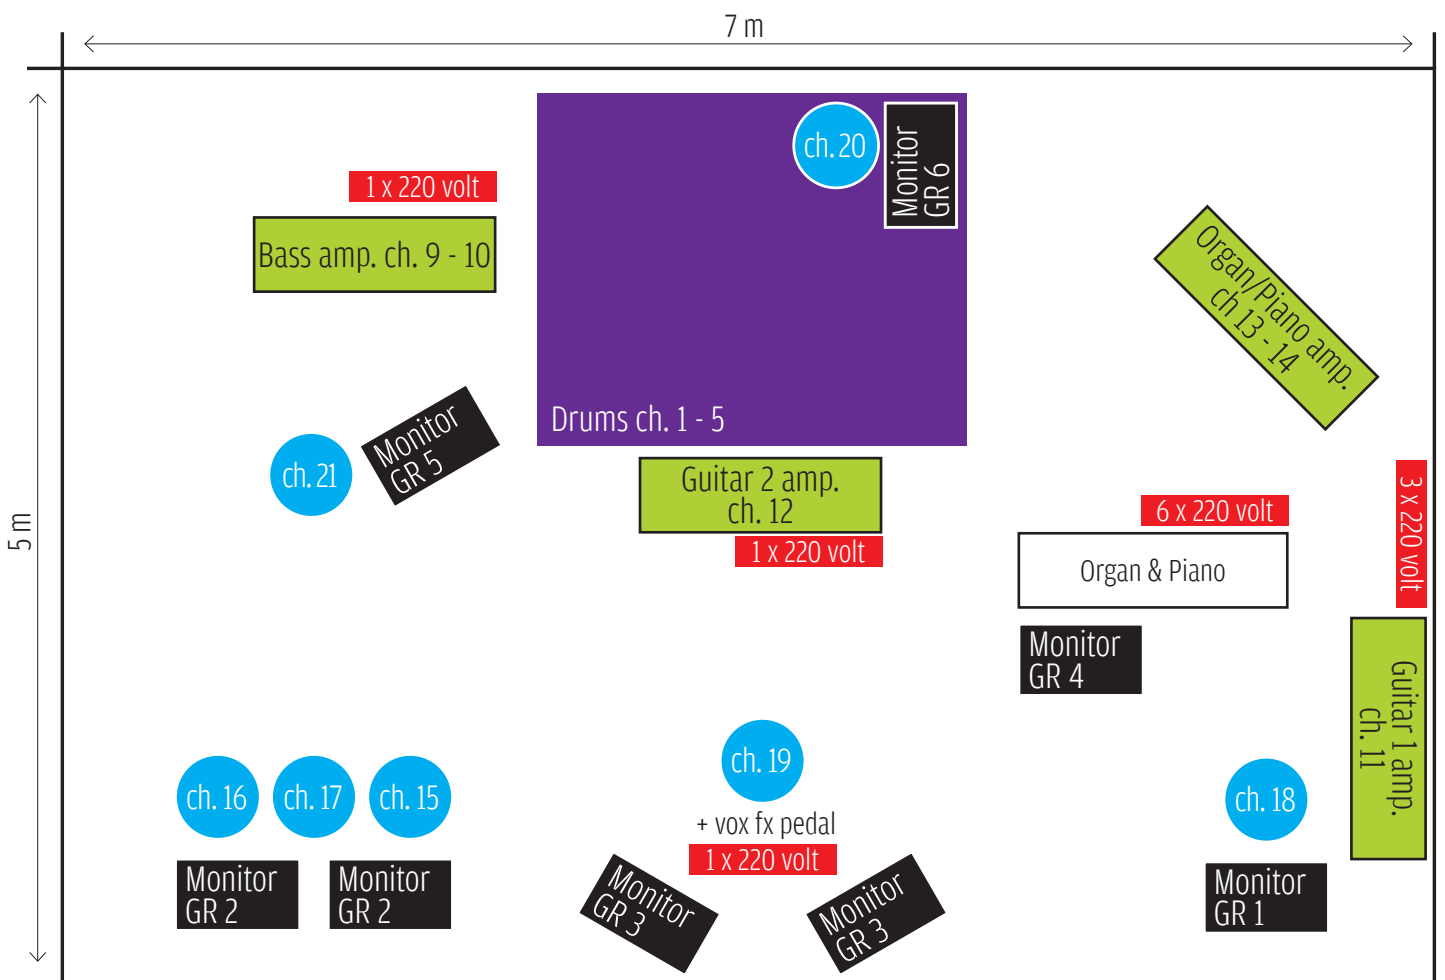 7 m
5 m
ch. 20
Monitor
GR 6
1 x 220 volt
Bass amp. ch. 9 - 10
Organ/Piano amp.
ch 13 - 14
Drums ch. 1 - 5
Monitor
GR 5
ch. 21
Guitar 2 amp.
ch. 12
1 x 220 volt
6 x 220 volt
3 x 220 volt
Organ & Piano
Monitor
GR 4
Guitar 1 amp.
ch. 11
ch. 19
+ vox fx pedal
1 x 220 volt
ch. 16
ch. 17
ch. 15
ch. 18
Monitor
GR 2
Monitor
GR 2
Monitor
GR 3
Monitor
GR 3
Monitor
GR 1